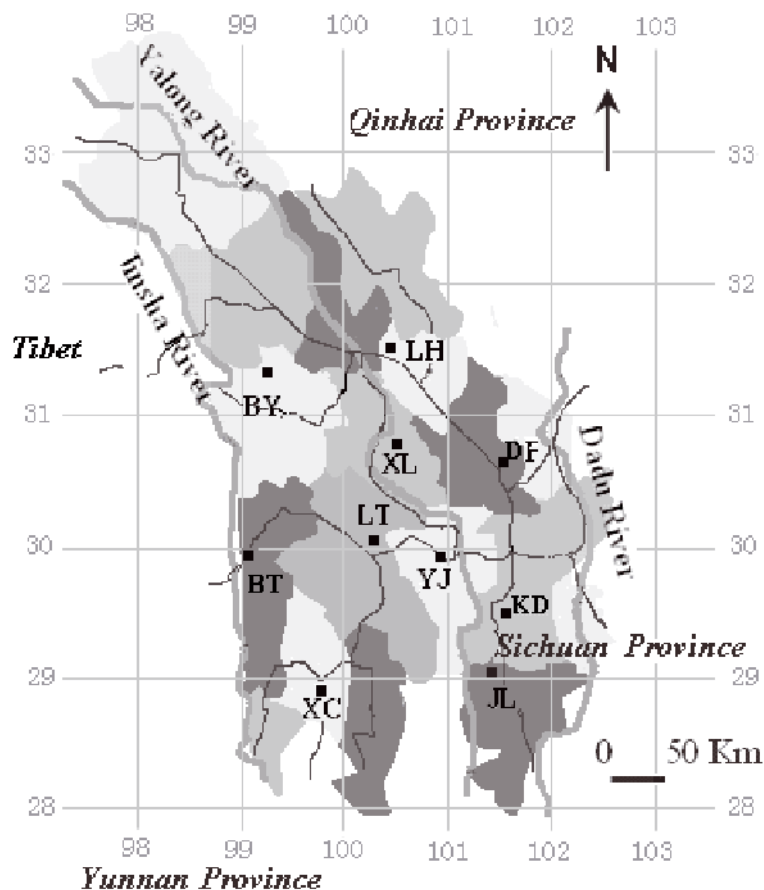 98 99 100 101 102 103
N
Yalong River
Qinhai Province
33 33
32 32
Jinsha River
Tibet
LH
31 31
BY
DF
XL
Dadu River
LT
30 30
BT
YJ
KD
Sichuan Province
29 29
XC
JL
0 50 Km
28 28
98 99 100 101 102 103
Yunnan Province